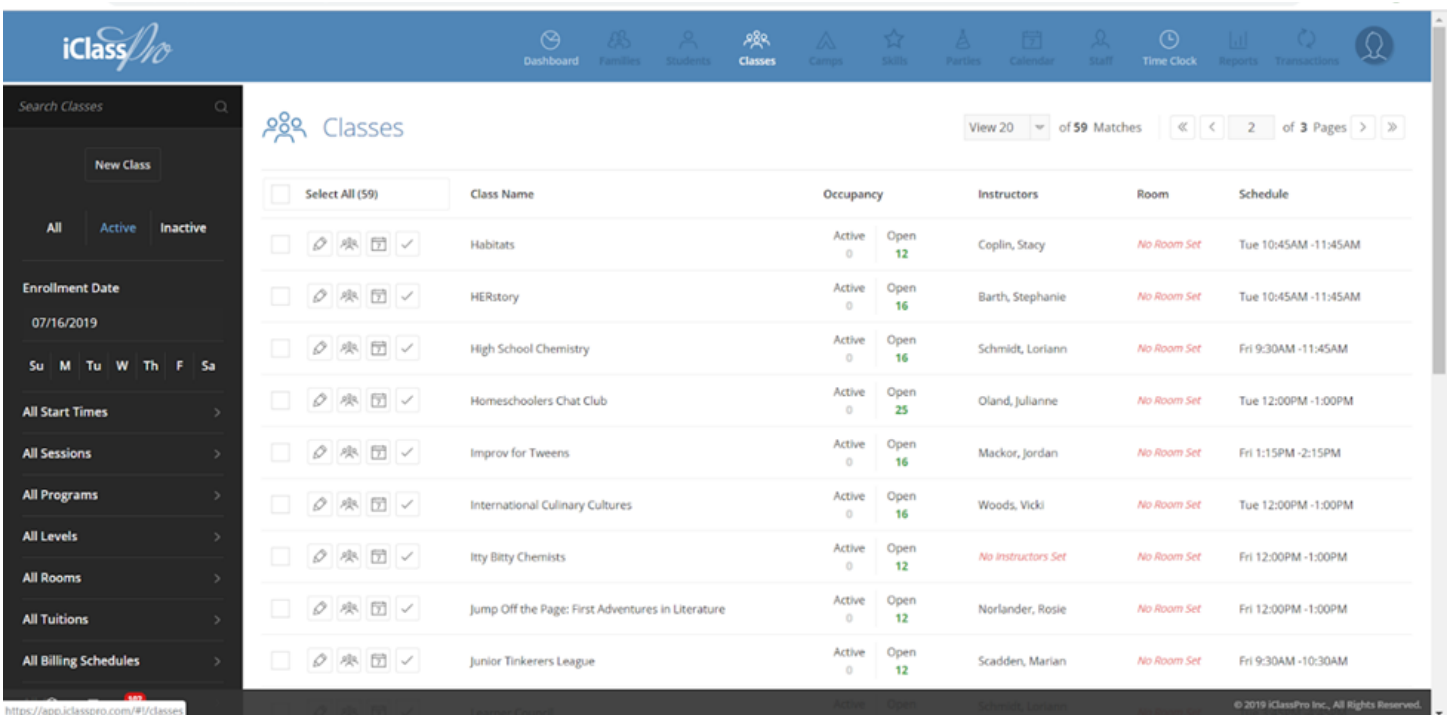 iClassPro
Dashboard Families Students Classes Camps Skills Parties Calendar Staff Time Clock Reports Transactions
Search Classes
New Class
All Active Inactive
Enrollment Date
07/16/2019
Su M Tu W Th F Sa
All Start Times
All Sessions
All Programs
All Levels
All Rooms
All Tuitions
All Billing Schedules
https://app.iclasspro.com/#!/classes
Classes
View 20 of 59 Matches 2 of 3 Pages
Select All (59) Class Name Occupancy Instructors Room Schedule
Habitats Active 0 Open 12 Coplin, Stacy No Room Set Tue 10:45AM -11:45AM
HERstory Active 0 Open 16 Barth, Stephanie No Room Set Tue 10:45AM -11:45AM
High School Chemistry Active 0 Open 16 Schmidt, Loriann No Room Set Fri 9:30AM -11:45AM
Homeschoolers Chat Club Active 0 Open 25 Oland, Julianne No Room Set Tue 12:00PM -1:00PM
Improv for Tweens Active 0 Open 16 Mackor, Jordan No Room Set Fri 1:15PM -2:15PM
International Culinary Cultures Active 0 Open 16 Woods, Vicki No Room Set Tue 12:00PM -1:00PM
Itty Bitty Chemists Active 0 Open 12 No Instructors Set No Room Set Fri 12:00PM -1:00PM
Jump Off the Page: First Adventures in Literature Active 0 Open 12 Norlander, Rosie No Room Set Fri 12:00PM -1:00PM
Junior Tinkerers League Active 0 Open 12 Scadden, Marian No Room Set Fri 9:30AM -10:30AM
Learner Council Active Open Schmidt, Loriann
© 2019 iClassPro Inc., All Rights Reserved.